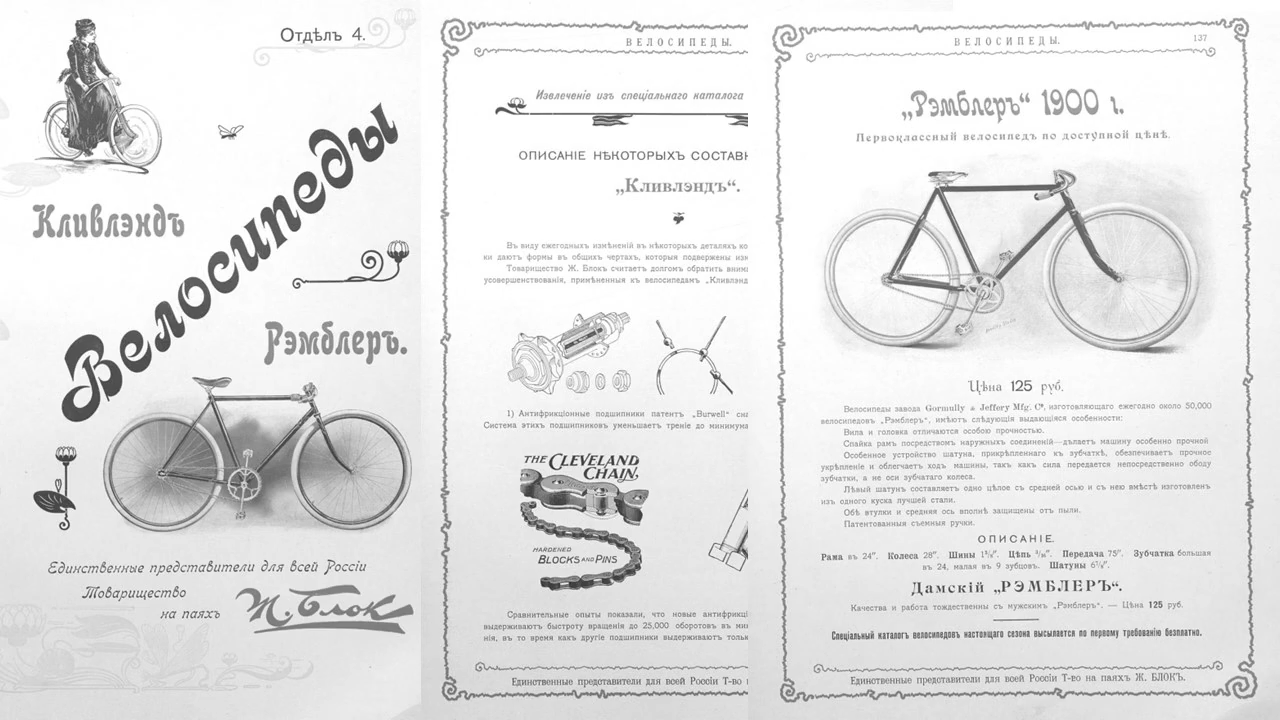 Отдѣлъ 4.
Кливлэндъ
Велосипеды
Рэмблеръ.
Единственные представители для всей Россіи
Товарищество
на паяхъ Ж. Блокъ
ВЕЛОСИПЕДЫ.
Извлеченіе изъ спеціальнаго каталога
ОПИСАНІЕ НѢКОТОРЫХЪ СОСТАВН
„Кливлэндъ“.
Въ виду ежегодныхъ измѣненій въ нѣкоторыхъ деталяхъ ко
ки даютъ формы въ общихъ чертахъ, которыя подвержены изм
Товарищество Ж. Блокъ считаетъ долгомъ обратить вним
усовершенствованія, примѣненныя къ велосипедамъ „Кливлэнд
1) Антифрикціонные подшипники патентъ „Burwell“ сн
Система этихъ подшипниковъ уменьшаетъ треніе до минимума
THE CLEVELAND
CHAIN.
HARDENED
BLOCKS AND PINS
Сравнительные опыты показали, что новые антифрикці
выдерживаютъ быстроту вращенія до 25,000 оборотовъ въ мин
нія, въ то время какъ другіе подшипники выдерживаютъ тольк
Единственные представители для всей Россіи Т-во н
ВЕЛОСИПЕДЫ.
137
„Рэмблеръ“ 1900 г.
Первоклассный велосипедъ по доступной цѣнѣ.
Цѣна 125 руб.
Велосипеды завода Gormully & Jeffery Mfg. Cº, изготовляющаго ежегодно около 50,000
велосипедовъ „Рэмблеръ“, имѣютъ слѣдующія выдающіяся особенности:
Вила и головка отличаются особою прочностью.
Спайка рамъ посредствомъ наружныхъ соединеній—дѣлаетъ машину особенно прочной
Особенное устройство шатуна, прикрѣпленнаго къ зубчаткѣ, обезпечиваетъ прочное
укрѣпленіе и облегчаетъ ходъ машины, такъ какъ сила передается непосредственно ободу
зубчатки, а не оси зубчатаго колеса.
Лѣвый шатунъ составляетъ одно цѣлое съ средней осью и съ нею вмѣстѣ изготовленъ
изъ одного куска лучшей стали.
Обѣ втулки и средняя ось вполнѣ защищены отъ пыли.
Патентованныя съемныя ручки.
ОПИСАНІЕ.
Рама въ 24″. Колеса 28″. Шины 1⁵/₈″. Цѣпь ³/₁₆″. Передача 75″. Зубчатка большая
въ 24, малая въ 9 зубцовъ. Шатуны 6¹/₂″.
Дамскій „РЭМБЛЕРЪ“.
Качества и работа тождественны съ мужскимъ „Рэмблеръ“. — Цѣна 125 руб.
Спеціальный каталогъ велосипедовъ настоящаго сезона высылается по первому требованію безплатно.
Единственные представители для всей Россіи Т-во на паяхъ Ж. БЛОКЪ.